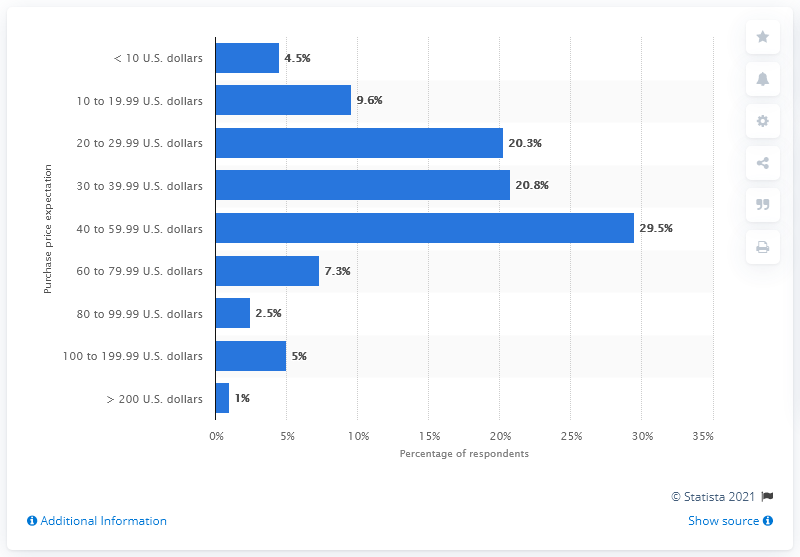 < 10 U.S. dollars 4.5%
10 to 19.99 U.S. dollars 9.6%
20 to 29.99 U.S. dollars 20.3%
30 to 39.99 U.S. dollars 20.8%
40 to 59.99 U.S. dollars 29.5%
60 to 79.99 U.S. dollars 7.3%
80 to 99.99 U.S. dollars 2.5%
100 to 199.99 U.S. dollars 5%
> 200 U.S. dollars 1%
Purchase price expectation
0% 5% 10% 15% 20% 25% 30% 35%
Percentage of respondents
© Statista 2021
Additional Information Show source